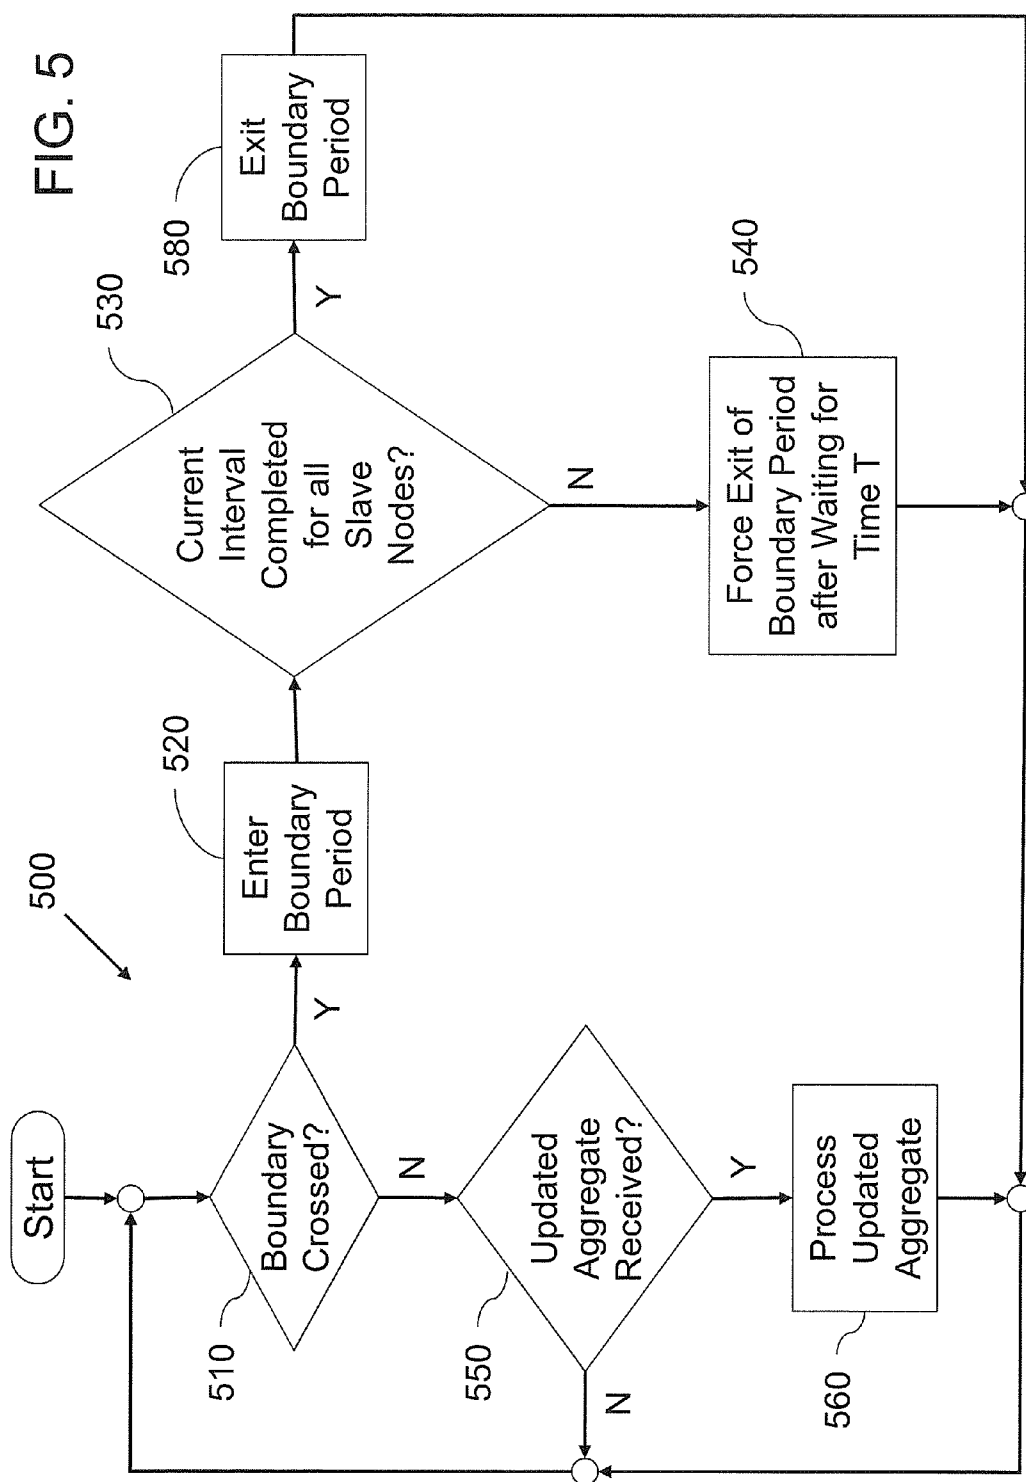 FIG. 5
500
Start
510
Boundary
Crossed?
Y
N
520
Enter
Boundary
Period
530
Current
Interval
Completed
for all
Slave
Nodes?
Y
N
580
Exit
Boundary
Period
540
Force Exit of
Boundary Period
after Waiting for
Time T
550
Updated
Aggregate
Received?
N
Y
560
Process
Updated
Aggregate